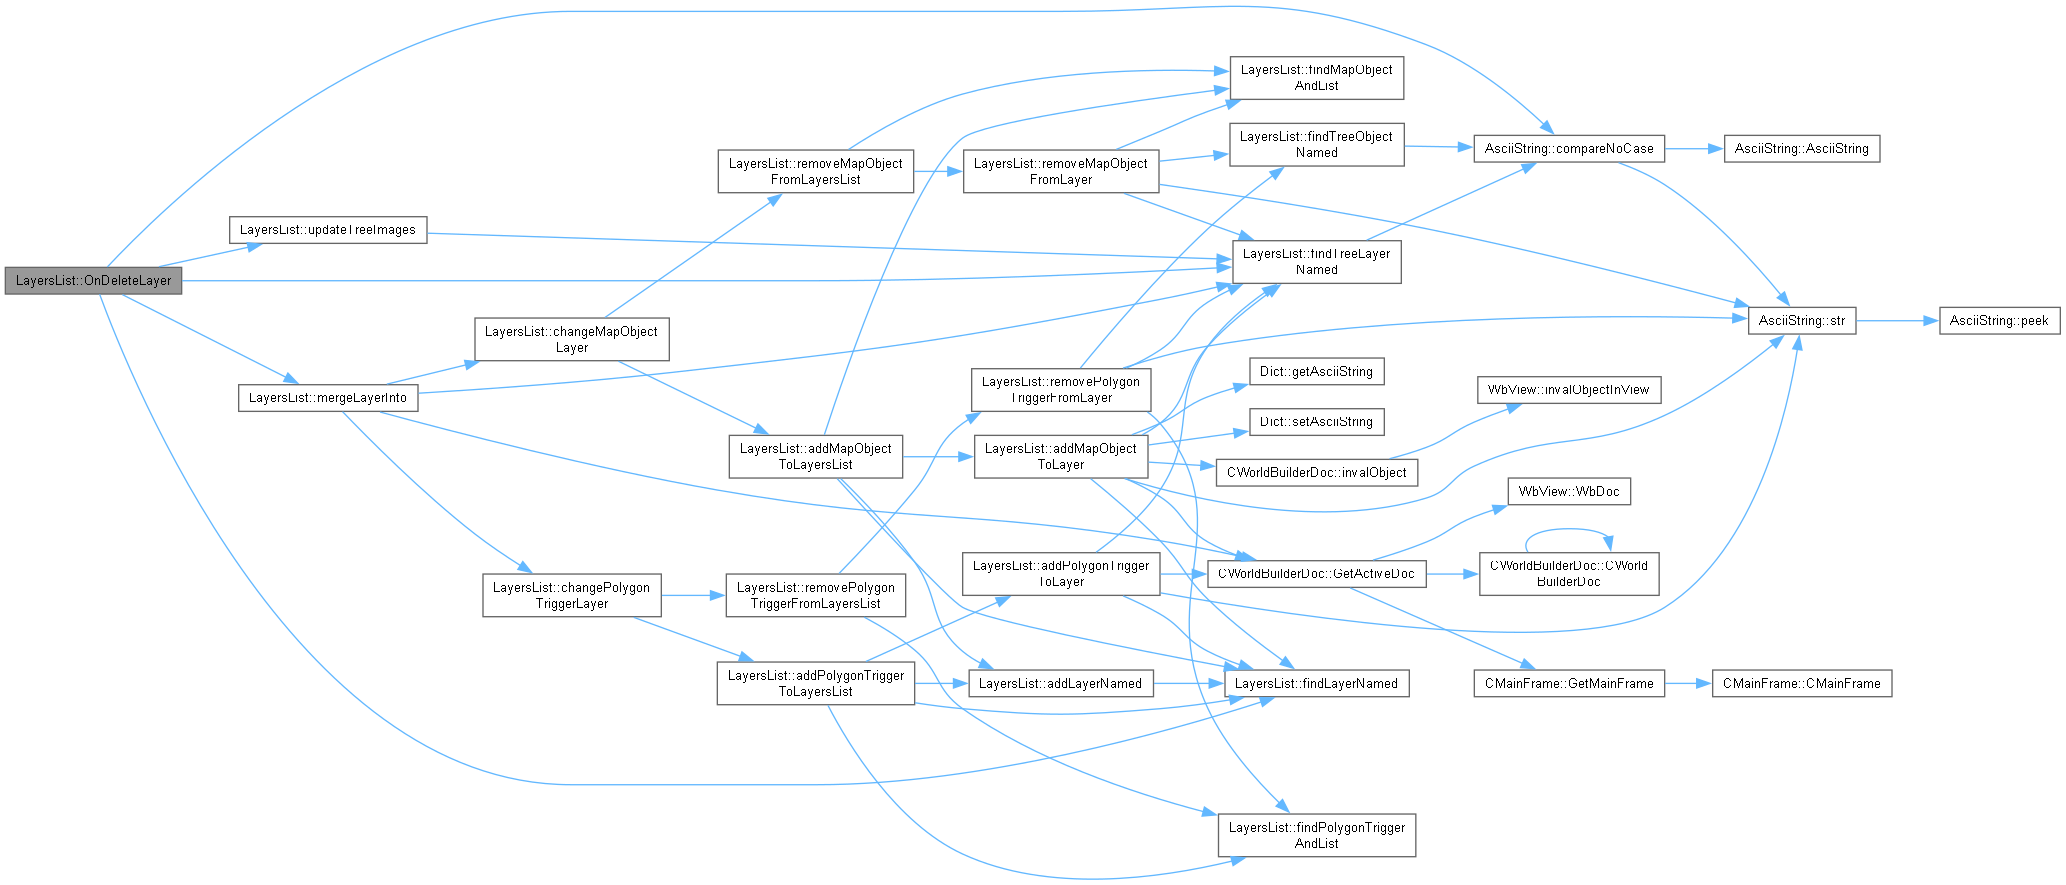 LayersList::OnDeleteLayer
LayersList::updateTreeImages
LayersList::mergeLayerInto
LayersList::changeMapObject
Layer
LayersList::changePolygon
TriggerLayer
LayersList::removeMapObject
FromLayersList
LayersList::addMapObject
ToLayersList
LayersList::removePolygon
TriggerFromLayersList
LayersList::addPolygonTrigger
ToLayersList
LayersList::removeMapObject
FromLayer
LayersList::removePolygon
TriggerFromLayer
LayersList::addMapObject
ToLayer
LayersList::addPolygonTrigger
ToLayer
LayersList::addLayerNamed
LayersList::findMapObject
AndList
LayersList::findTreeObject
Named
LayersList::findTreeLayer
Named
Dict::getAsciiString
Dict::setAsciiString
CWorldBuilderDoc::invalObject
CWorldBuilderDoc::GetActiveDoc
LayersList::findLayerNamed
LayersList::findPolygonTrigger
AndList
AsciiString::compareNoCase
WbView::invalObjectInView
WbView::WbDoc
CWorldBuilderDoc::CWorld
BuilderDoc
CMainFrame::GetMainFrame
AsciiString::AsciiString
AsciiString::str
CMainFrame::CMainFrame
AsciiString::peek